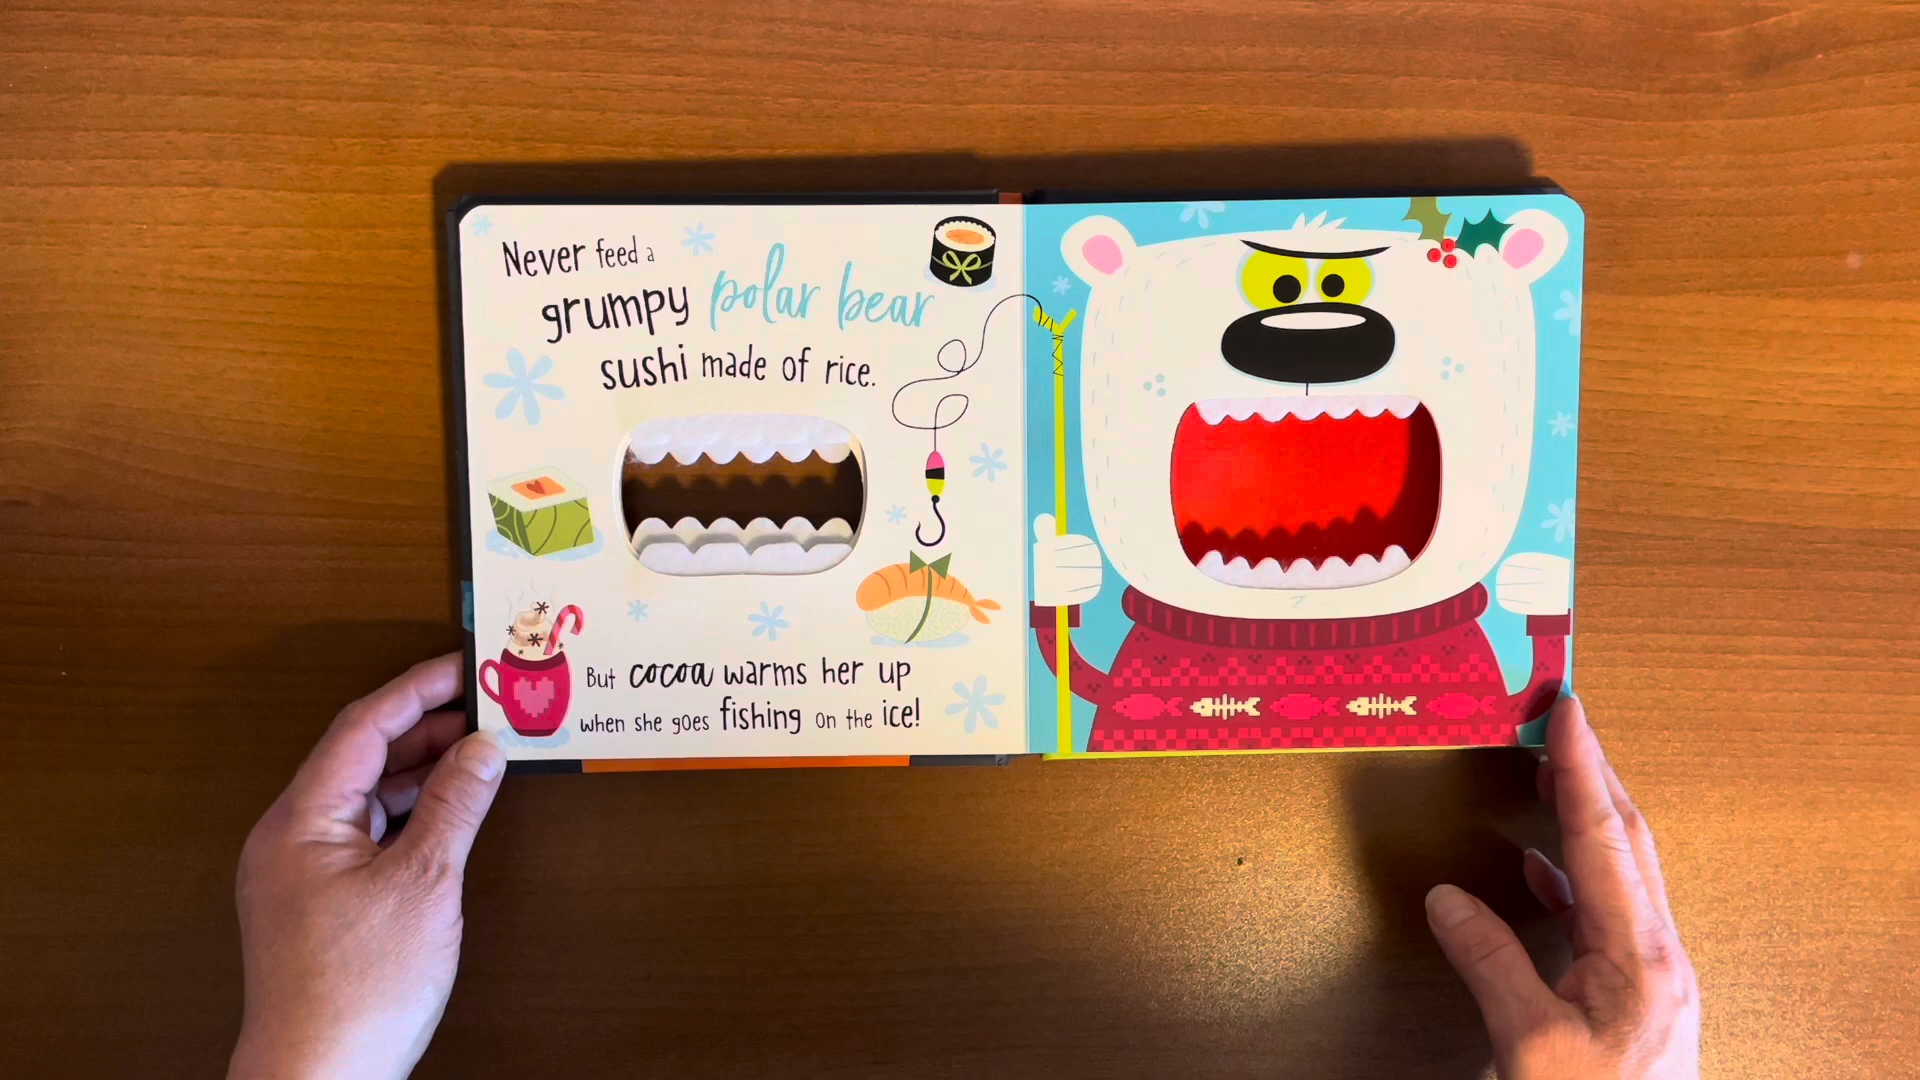 Never feed a
grumpy polar bear
sushi made of rice.
But cocoa warms her up
when she goes fishing on the ice!